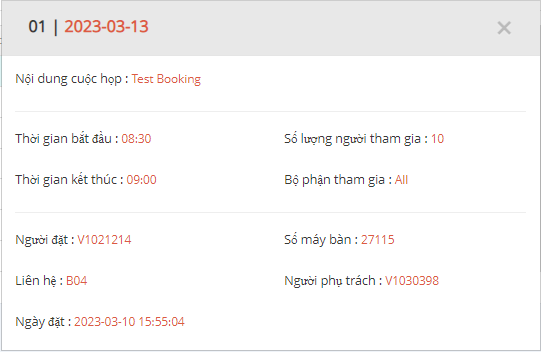 01 | 2023-03-13
Nội dung cuộc họp : Test Booking
Thời gian bắt đầu : 08:30
Số lượng người tham gia : 10
Thời gian kết thúc : 09:00
Bộ phận tham gia : All
Người đặt : V1021214
Số máy bàn : 27115
Liên hệ : B04
Người phụ trách : V1030398
Ngày đặt : 2023-03-10 15:55:04